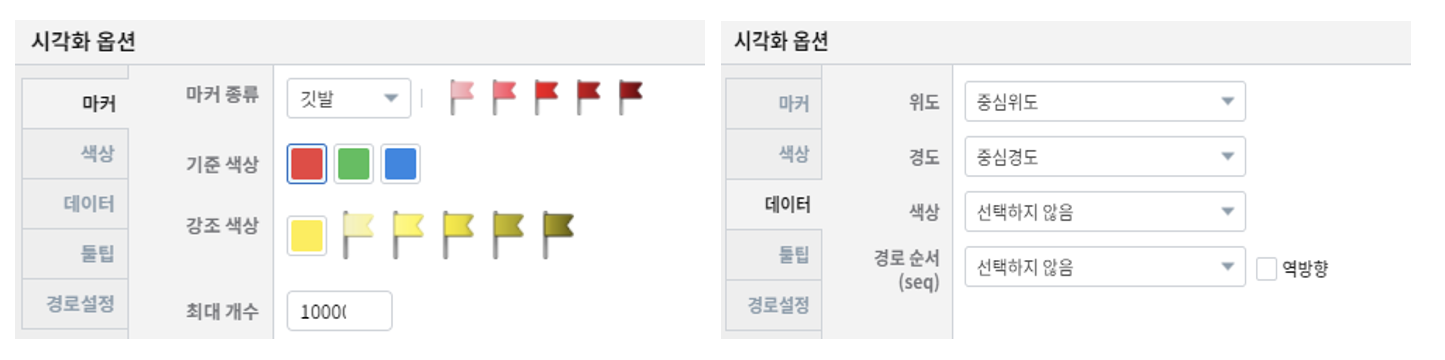 시각화 옵션
마커
색상
데이터
툴팁
경로설정
마커 종류
깃발
기준 색상
강조 색상
최대 개수
1000
시각화 옵션
마커
색상
데이터
툴팁
경로설정
위도
중심위도
경도
중심경도
색상
선택하지 않음
경로 순서
(seq)
선택하지 않음
역방향